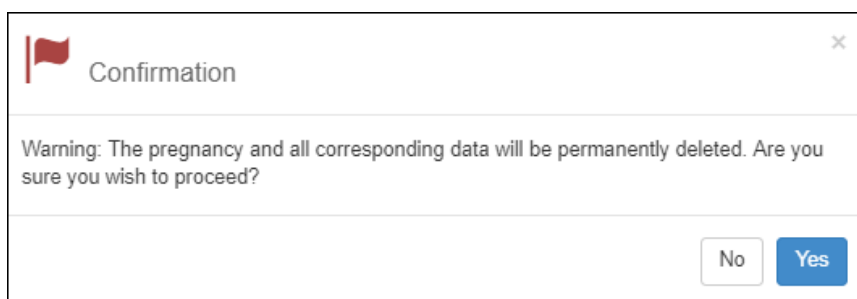 Confirmation
Warning: The pregnancy and all corresponding data will be permanently deleted. Are you
sure you wish to proceed?
No
Yes